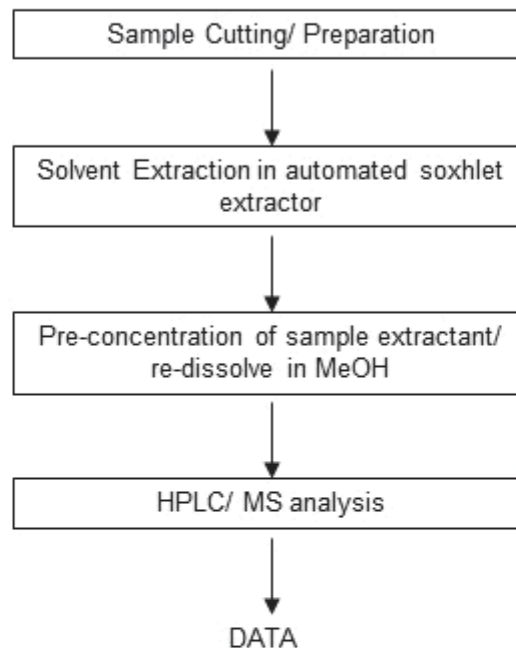 Sample Cutting/ Preparation
Solvent Extraction in automated soxhlet
extractor
Pre-concentration of sample extractant/
re-dissolve in MeOH
HPLC/ MS analysis
DATA